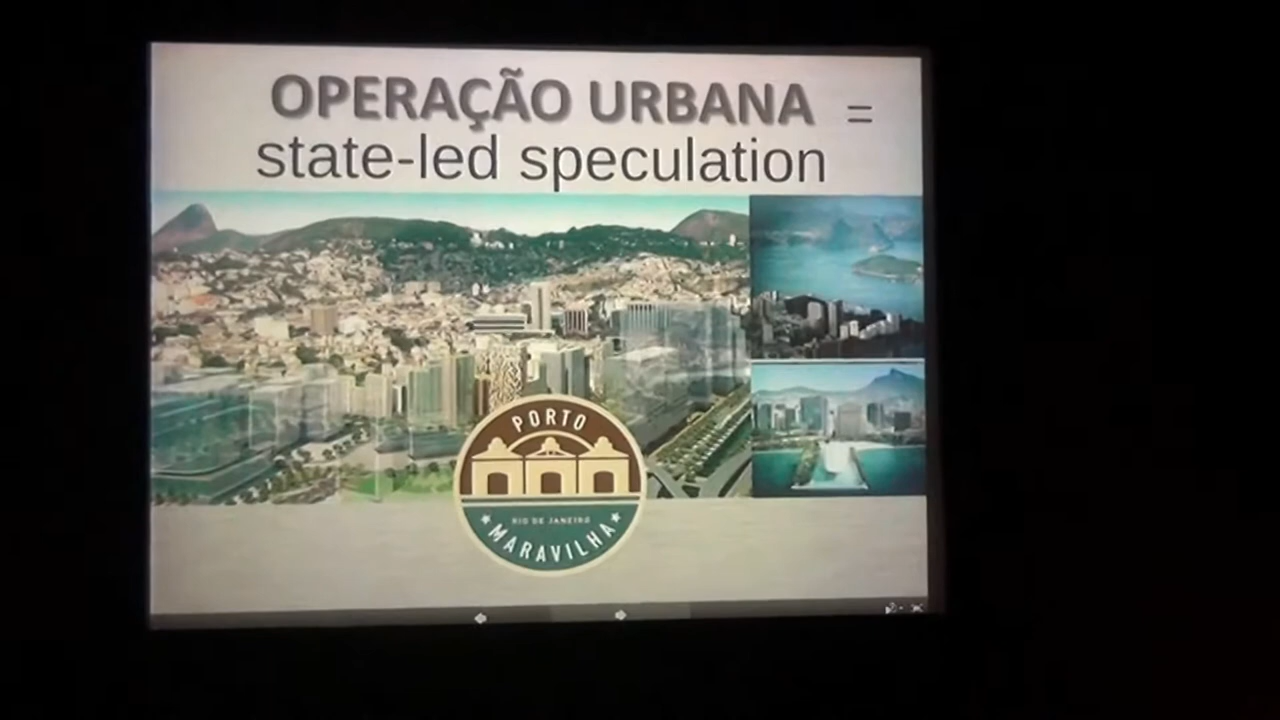 OPERAÇÃO URBANA =
state-led speculation
PORTO
RIO DE JANEIRO
MARAVILHA